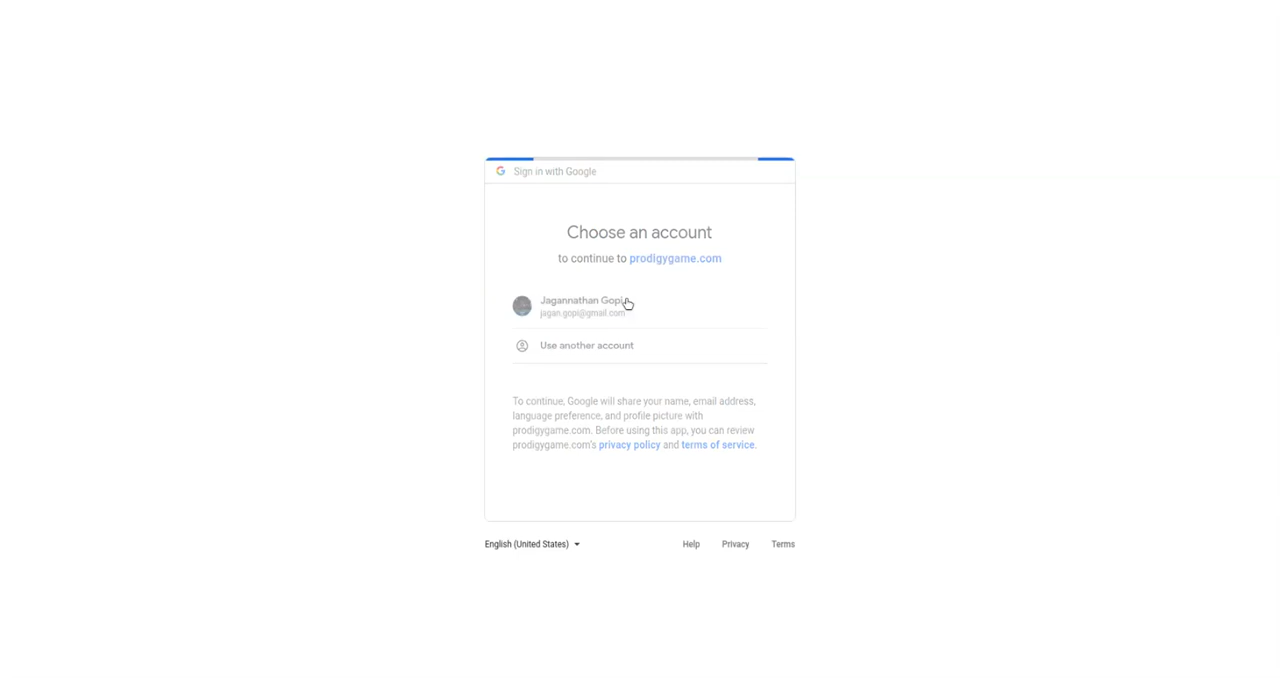 Sign in with Google
Choose an account
to continue to prodigygame.com
Jagannathan Gopi
jagan.gopi@gmail.com
Use another account
To continue, Google will share your name, email address,
language preference, and profile picture with
prodigygame.com. Before using this app, you can review
prodigygame.com's privacy policy and terms of service.
English (United States)
Help Privacy Terms